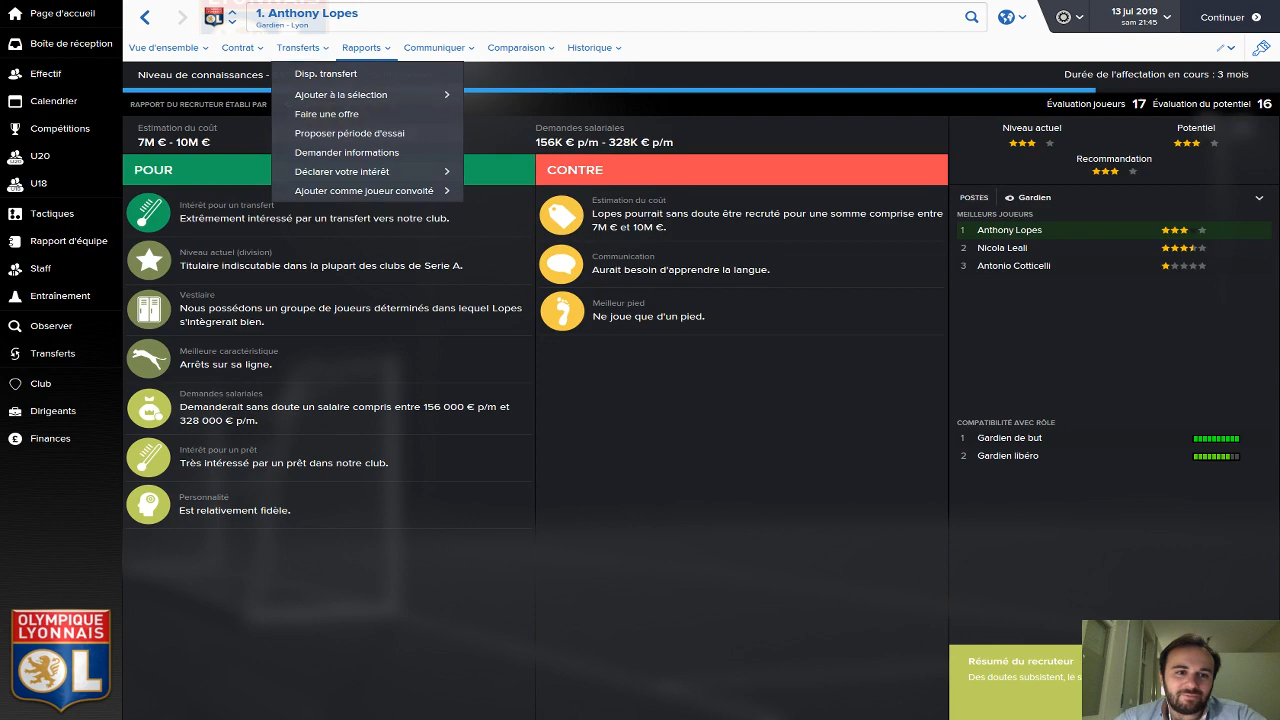 Page d'accueil
Boîte de réception
Effectif
Calendrier
Compétitions
U20
U18
Tactiques
Rapport d'équipe
Staff
Entraînement
Observer
Transferts
Club
Dirigeants
Finances
OLYMPIQUE
LYONNAIS
OL
1. Anthony Lopes
Gardien - Lyon
13 jul 2019
sam 21:45
Continuer
Vue d'ensemble
Contrat
Transferts
Rapports
Communiquer
Comparaison
Historique
Niveau de connaissances -
Durée de l'affectation en cours : 3 mois
RAPPORT DU RECRUTEUR ÉTABLI PAR
Évaluation joueurs 17 Évaluation du potentiel 16
Disp. transfert
Ajouter à la sélection
Faire une offre
Proposer période d'essai
Demander informations
Déclarer votre intérêt
Ajouter comme joueur convoité
Estimation du coût
7M € - 10M €
Demandes salariales
156K € p/m - 328K € p/m
POUR
Intérêt pour un transfert
Extrêmement intéressé par un transfert vers notre club.
Niveau actuel (division)
Titulaire indiscutable dans la plupart des clubs de Serie A.
Vestiaire
Nous possédons un groupe de joueurs déterminés dans lequel Lopes
s'intègrerait bien.
Meilleure caractéristique
Arrêts sur sa ligne.
Demandes salariales
Demanderait sans doute un salaire compris entre 156 000 € p/m et
328 000 € p/m.
Intérêt pour un prêt
Très intéressé par un prêt dans notre club.
Personnalité
Est relativement fidèle.
CONTRE
Estimation du coût
Lopes pourrait sans doute être recruté pour une somme comprise entre
7M € et 10M €.
Communication
Aurait besoin d'apprendre la langue.
Meilleur pied
Ne joue que d'un pied.
Niveau actuel
Potentiel
Recommandation
POSTES Gardien
MEILLEURS JOUEURS
1 Anthony Lopes
2 Nicola Leali
3 Antonio Cotticelli
COMPATIBILITÉ AVEC RÔLE
1 Gardien de but
2 Gardien libéro
Résumé du recruteur
Des doutes subsistent, le s